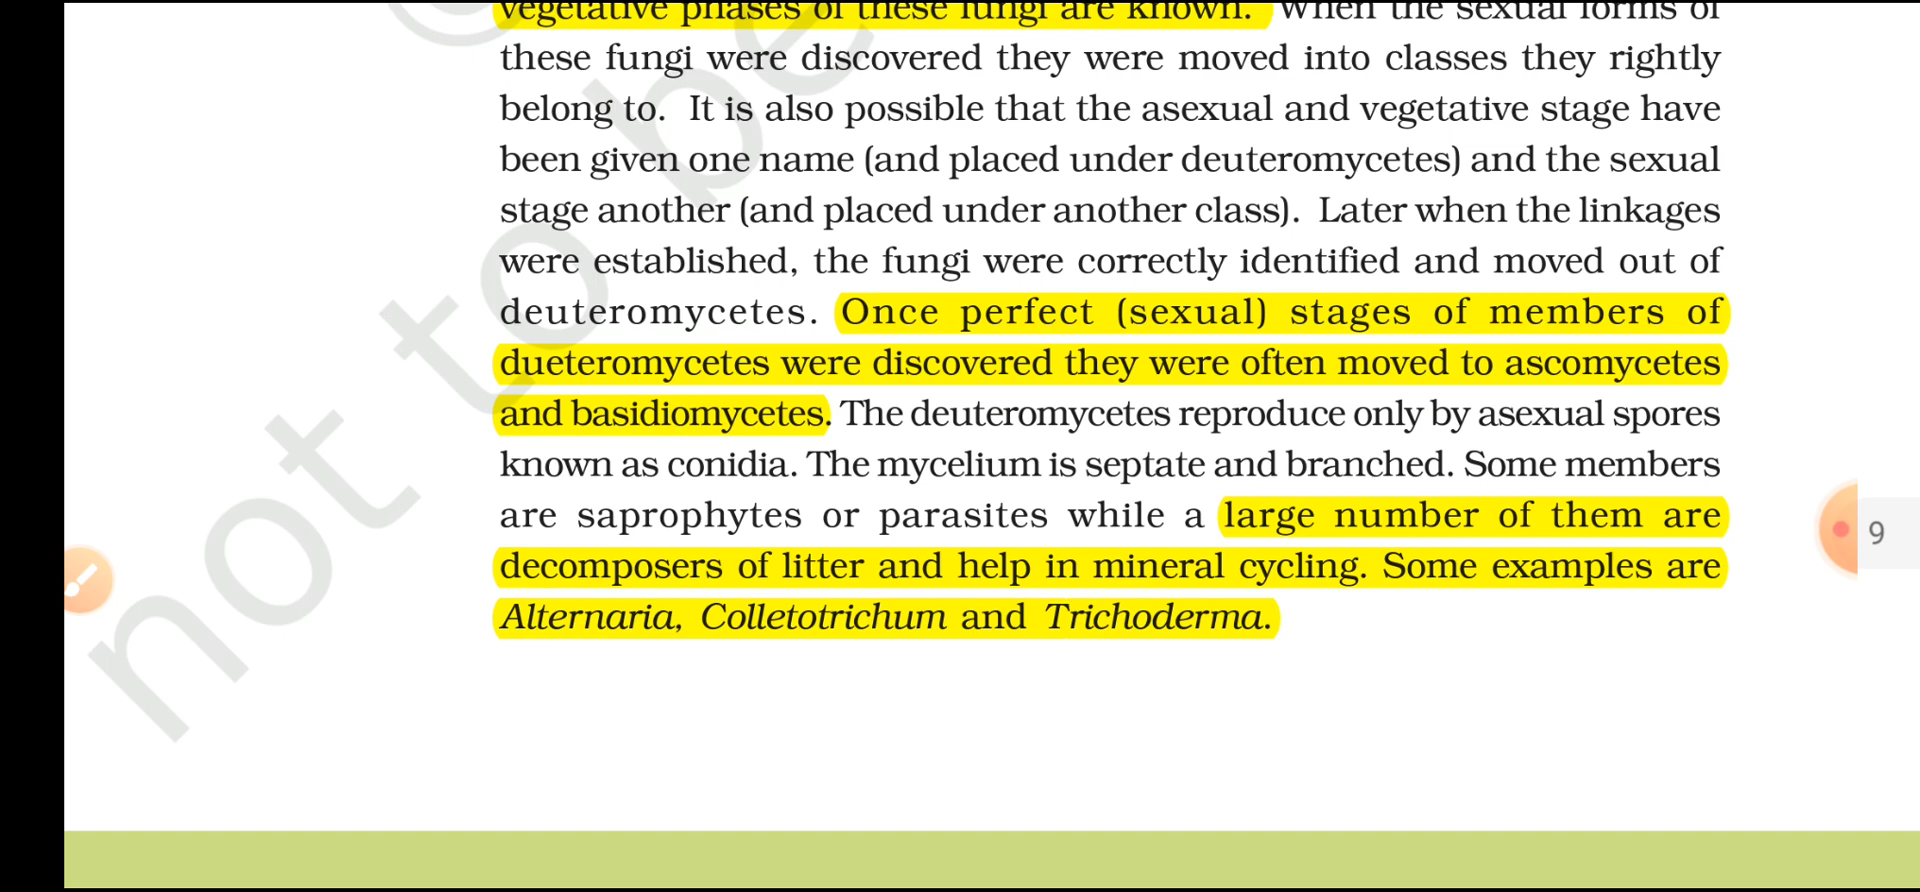 vegetative phases of these fungi are known. When the sexual forms of
these fungi were discovered they were moved into classes they rightly
belong to. It is also possible that the asexual and vegetative stage have
been given one name (and placed under deuteromycetes) and the sexual
stage another (and placed under another class). Later when the linkages
were established, the fungi were correctly identified and moved out of
deuteromycetes. Once perfect (sexual) stages of members of
dueteromycetes were discovered they were often moved to ascomycetes
and basidiomycetes. The deuteromycetes reproduce only by asexual spores
known as conidia. The mycelium is septate and branched. Some members
are saprophytes or parasites while a large number of them are
decomposers of litter and help in mineral cycling. Some examples are
Alternaria, Colletotrichum and Trichoderma.
9
not to be